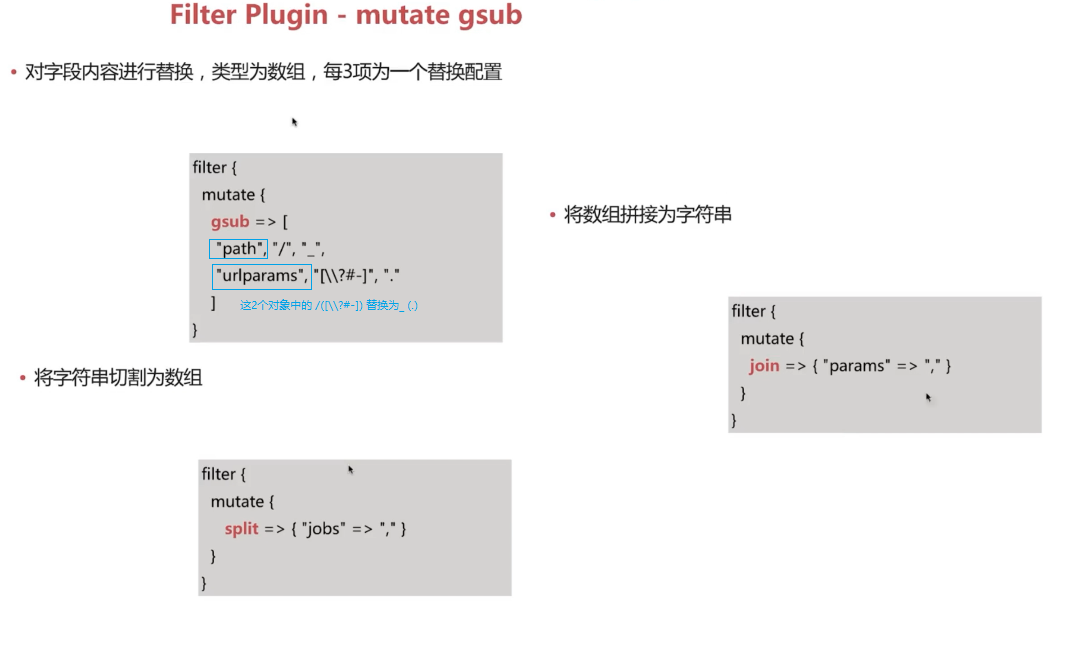 Filter Plugin - mutate gsub
• 对字段内容进行替换，类型为数组，每3项为一个替换配置
filter {
mutate {
gsub => [
"path", "/", "_",
"urlparams", "[\\?#-]", "."
] 这2个对象中的 /([\\?#-]) 替换为_ (.)
}
• 将字符串切割为数组
filter {
mutate {
split => { "jobs" => "," }
}
}
• 将数组拼接为字符串
filter {
mutate {
join => { "params" => "," }
}
}